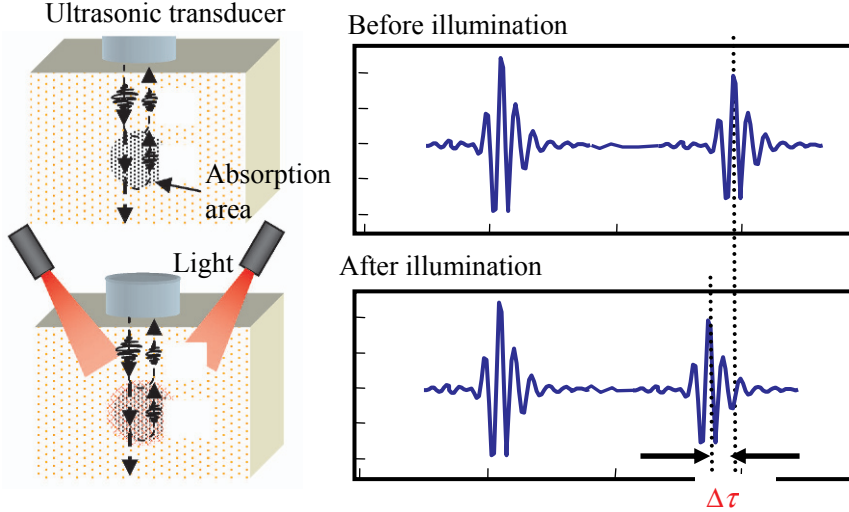 Ultrasonic transducer
Before illumination
Absorption
area
Light
After illumination
Δτ